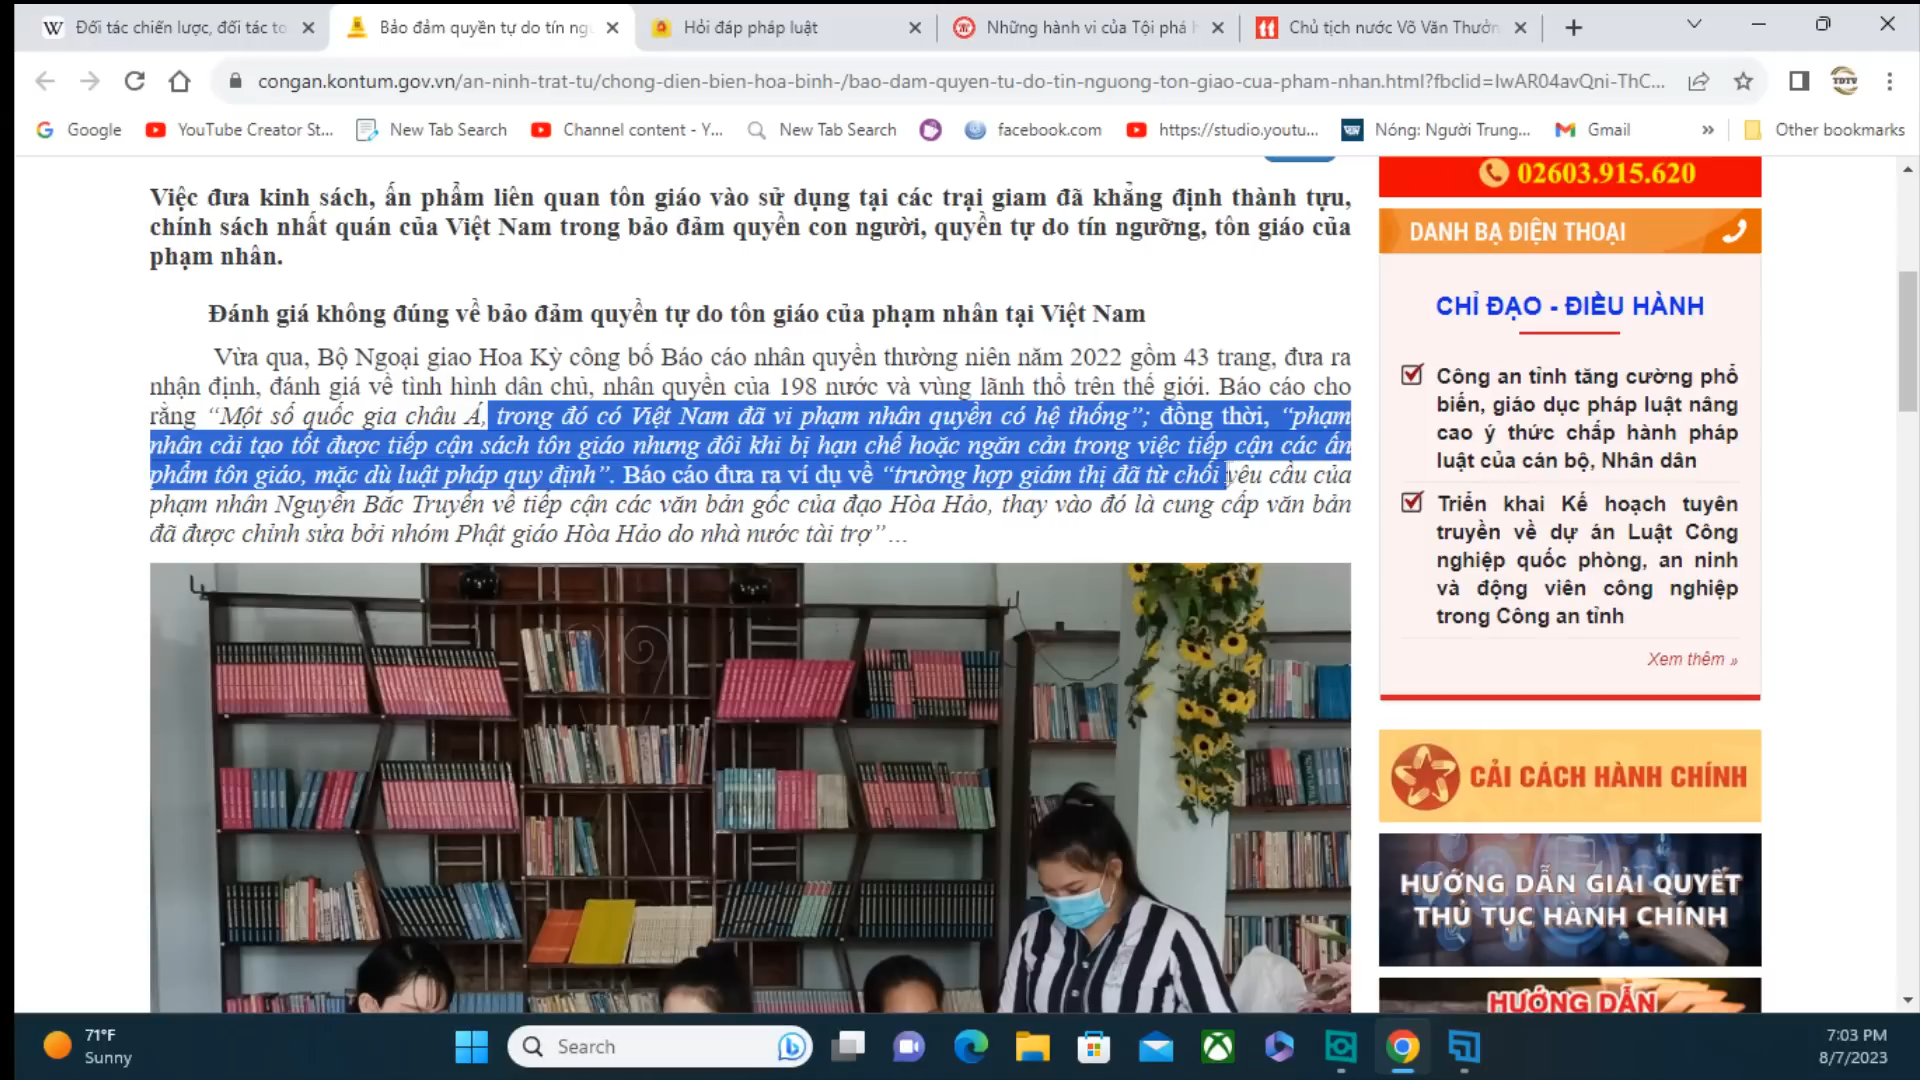 Đối tác chiến lược, đối tác to
Bảo đảm quyền tự do tín ng
Hỏi đáp pháp luật
Những hành vi của Tội phá h
Chủ tịch nước Võ Văn Thưởn
congan.kontum.gov.vn/an-ninh-trat-tu/chong-dien-bien-hoa-binh-/bao-dam-quyen-tu-do-tin-nguong-ton-giao-cua-pham-nhan.html?fbclid=IwAR04avQni-ThC...
Google
YouTube Creator St...
New Tab Search
Channel content - Y...
New Tab Search
facebook.com
https://studio.youtu...
Nóng: Người Trung...
Gmail
»
Other bookmarks
Việc đưa kinh sách, ấn phẩm liên quan tôn giáo vào sử dụng tại các trại giam đã khẳng định thành tựu,
chính sách nhất quán của Việt Nam trong bảo đảm quyền con người, quyền tự do tín ngưỡng, tôn giáo của
phạm nhân.
Đánh giá không đúng về bảo đảm quyền tự do tôn giáo của phạm nhân tại Việt Nam
Vừa qua, Bộ Ngoại giao Hoa Kỳ công bố Báo cáo nhân quyền thường niên năm 2022 gồm 43 trang, đưa ra
nhận định, đánh giá về tình hình dân chủ, nhân quyền của 198 nước và vùng lãnh thổ trên thế giới. Báo cáo cho
rằng “Một số quốc gia châu Á, trong đó có Việt Nam đã vi phạm nhân quyền có hệ thống”; đồng thời, “phạm
nhân cải tạo tốt được tiếp cận sách tôn giáo nhưng đôi khi bị hạn chế hoặc ngăn cản trong việc tiếp cận các ấn
phẩm tôn giáo, mặc dù luật pháp quy định”. Báo cáo đưa ra ví dụ về “trường hợp giám thị đã từ chối yêu cầu của
phạm nhân Nguyễn Bắc Truyển về tiếp cận các văn bản gốc của đạo Hòa Hảo, thay vào đó là cung cấp văn bản
đã được chỉnh sửa bởi nhóm Phật giáo Hòa Hảo do nhà nước tài trợ”...
02603.915.620
DANH BẠ ĐIỆN THOẠI
CHỈ ĐẠO - ĐIỀU HÀNH
Công an tỉnh tăng cường phổ
biến, giáo dục pháp luật nâng
cao ý thức chấp hành pháp
luật của cán bộ, Nhân dân
Triển khai Kế hoạch tuyên
truyền về dự án Luật Công
nghiệp quốc phòng, an ninh
và động viên công nghiệp
trong Công an tỉnh
Xem thêm »
CẢI CÁCH HÀNH CHÍNH
HƯỚNG DẪN GIẢI QUYẾT
THỦ TỤC HÀNH CHÍNH
HƯỚNG DẪN
71°F
Sunny
Search
7:03 PM
8/7/2023